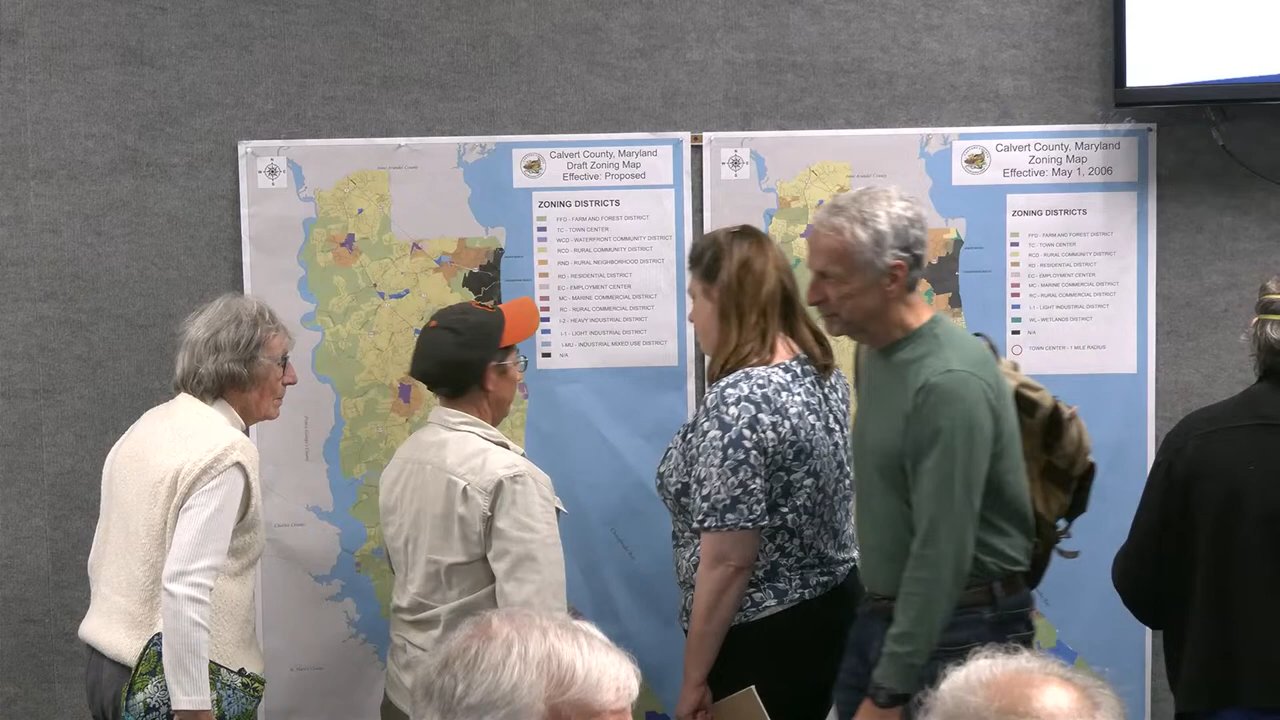 Calvert County, Maryland
Draft Zoning Map
Effective: Proposed
ZONING DISTRICTS
FFD - FARM AND FOREST DISTRICT
TC - TOWN CENTER
WCD - WATERFRONT COMMUNITY DISTRICT
RCD - RURAL COMMUNITY DISTRICT
RND - RURAL NEIGHBORHOOD DISTRICT
RD - RESIDENTIAL DISTRICT
EC - EMPLOYMENT CENTER
MC - MARINE COMMERCIAL DISTRICT
RC - RURAL COMMERCIAL DISTRICT
I-2 - HEAVY INDUSTRIAL DISTRICT
I-1 - LIGHT INDUSTRIAL DISTRICT
I-MU - INDUSTRIAL MIXED USE DISTRICT
N/A
Calvert County, Maryland
Zoning Map
Effective: May 1, 2006
ZONING DISTRICTS
FFD - FARM AND FOREST DISTRICT
TC - TOWN CENTER
RCD - RURAL COMMUNITY DISTRICT
RD - RESIDENTIAL DISTRICT
EC - EMPLOYMENT CENTER
MC - MARINE COMMERCIAL DISTRICT
RC - RURAL COMMERCIAL DISTRICT
I-1 - LIGHT INDUSTRIAL DISTRICT
WL - WETLANDS DISTRICT
N/A
TOWN CENTER - 1 MILE RADIUS